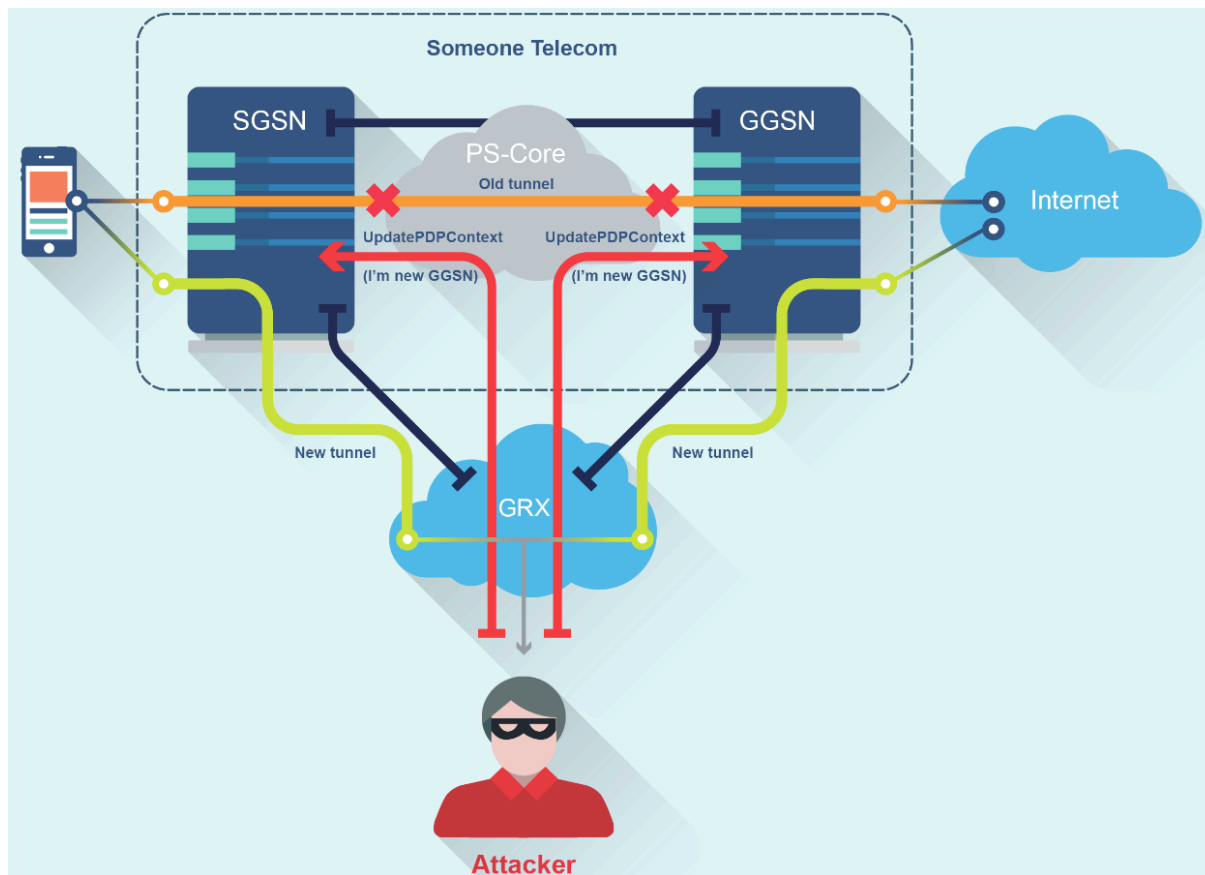 Someone Telecom
SGSN
GGSN
PS-Core
Old tunnel
Internet
UpdatePDPContext
(I'm new GGSN)
UpdatePDPContext
(I'm new GGSN)
New tunnel
New tunnel
GRX
Attacker